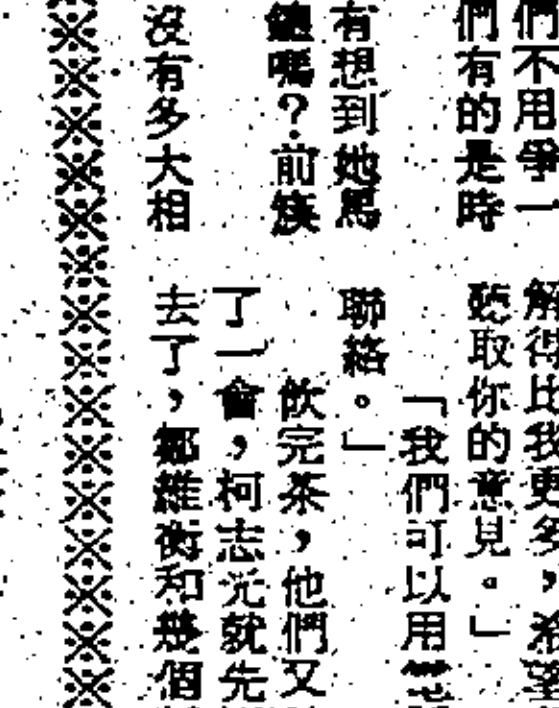 們不用爭一
們有的是時
有想到她馬
嗎?前
沒有多大相
解得比我更多,希望
聽取你的意見。」
「我們可以用
聯絡。」
飲完茶,他們又
了一會,柯志光就先
去了,鄒維衡和幾個